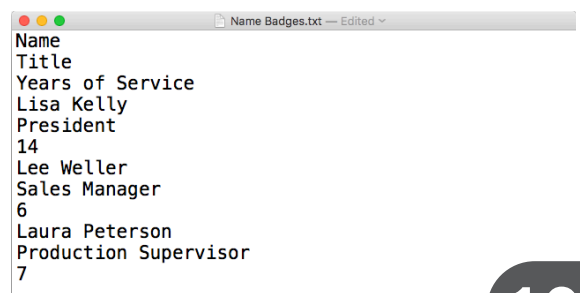 Name Badges.txt — Edited
Name
Title
Years of Service
Lisa Kelly
President
14
Lee Weller
Sales Manager
6
Laura Peterson
Production Supervisor
7